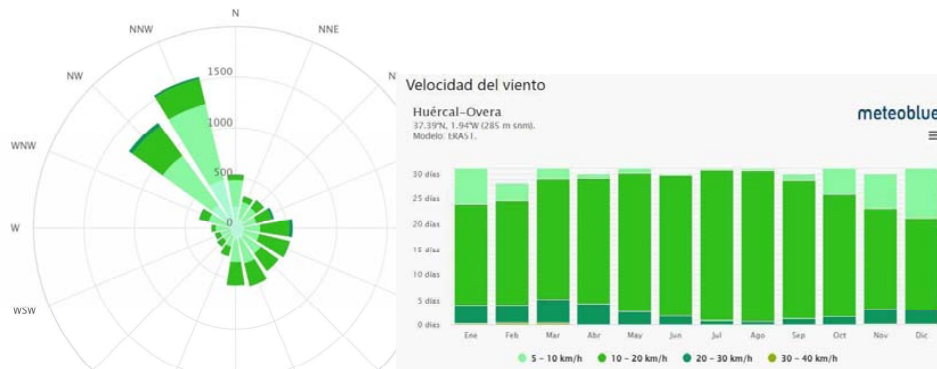 N
NNW
NNE
NW
N
1500
1000
WNW
500
W
0
WSW
Velocidad del viento
Huércal-Overa
37.39°N, 1.94°W (285 m snm).
Modelo: ERA5T.
meteoblue
30 días
25 días
20 días
15 días
10 días
5 días
0 días
Ene Feb Mar Abr May Jun Jul Ago Sep Oct Nov Dic
5 – 10 km/h 10 – 20 km/h 20 – 30 km/h 30 – 40 km/h